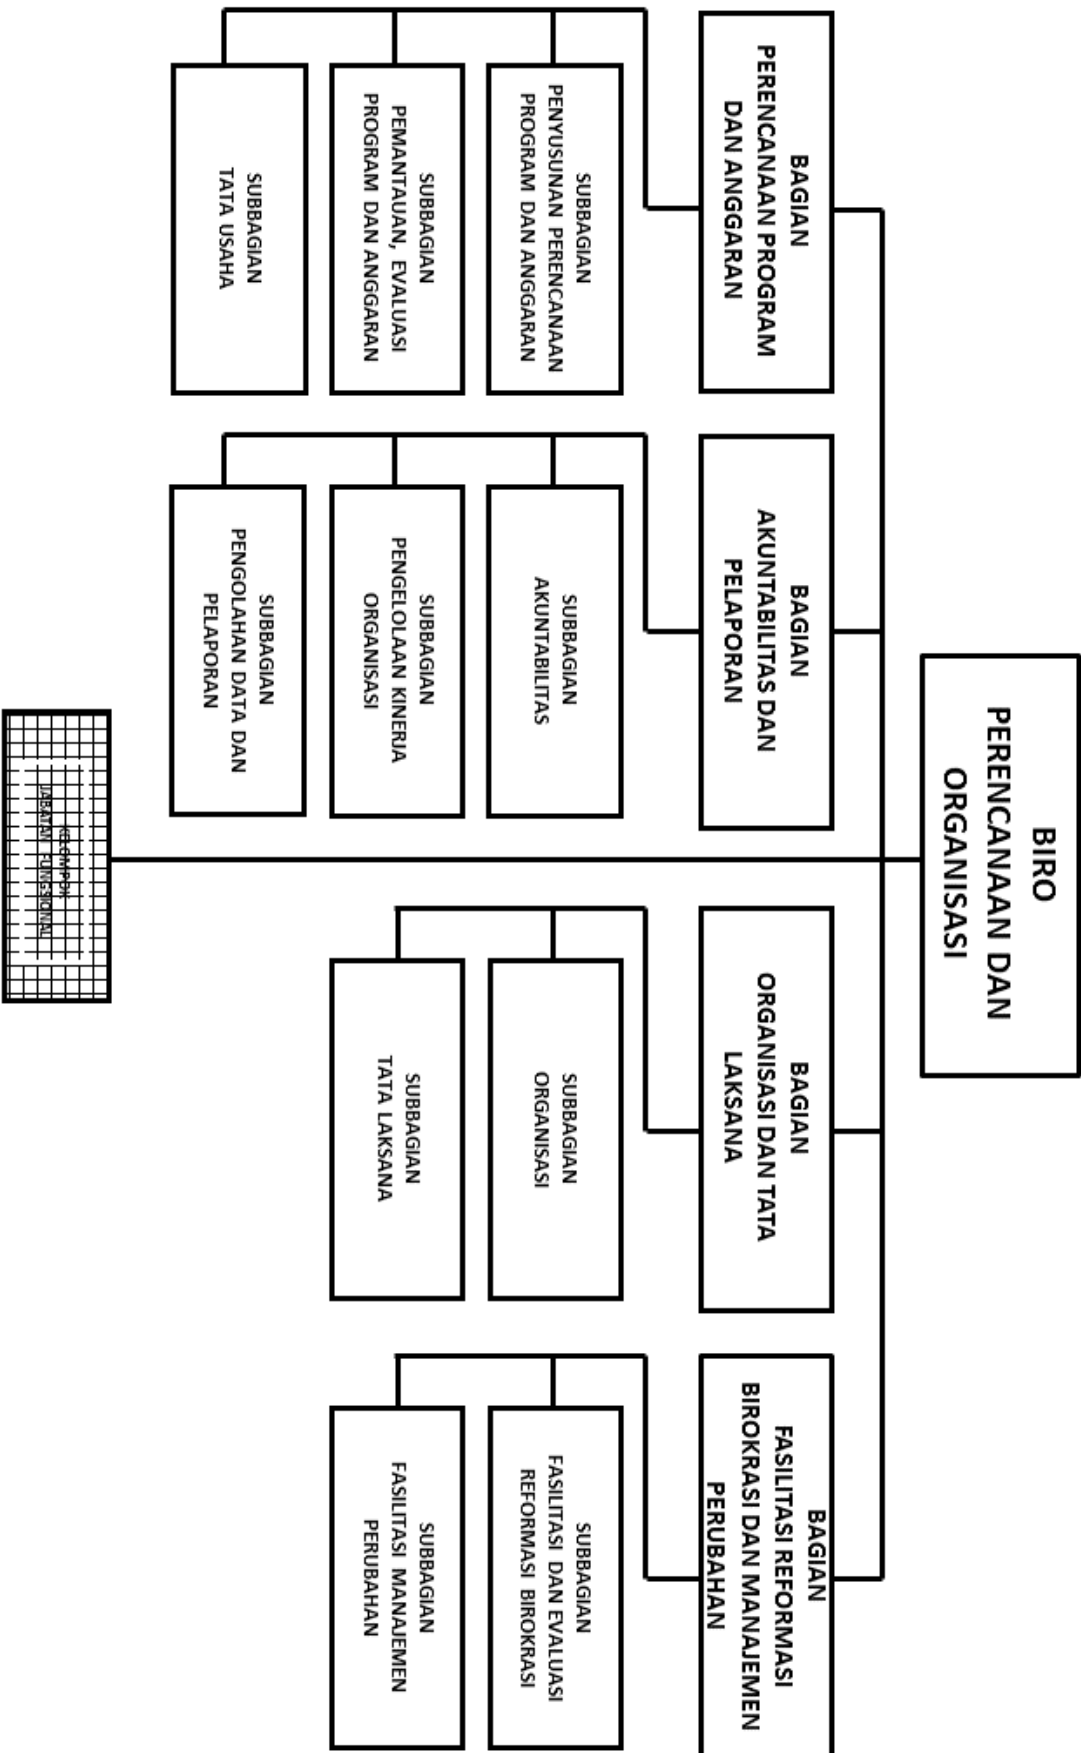 BIRO
PERENCANAAN DAN
ORGANISASI
BAGIAN
PERENCANAAN PROGRAM
DAN ANGGARAN
SUBBAGIAN
PENYUSUNAN PERENCANAAN
PROGRAM DAN ANGGARAN
SUBBAGIAN
PEMANTAUAN, EVALUASI
PROGRAM DAN ANGGARAN
SUBBAGIAN
TATA USAHA
BAGIAN
AKUNTABILITAS DAN
PELAPORAN
SUBBAGIAN
AKUNTABILITAS
SUBBAGIAN
PENGELOLAAN KINERJA
ORGANISASI
SUBBAGIAN
PENGOLAHAN DATA DAN
PELAPORAN
BAGIAN
ORGANISASI DAN TATA
LAKSANA
SUBBAGIAN
ORGANISASI
SUBBAGIAN
TATA LAKSANA
BAGIAN
FASILITASI REFORMASI
BIROKRASI DAN MANAJEMEN
PERUBAHAN
SUBBAGIAN
FASILITASI DAN EVALUASI
REFORMASI BIROKRASI
SUBBAGIAN
FASILITASI MANAJEMEN
PERUBAHAN
KELOMPOK
JABATAN FUNGSIONAL